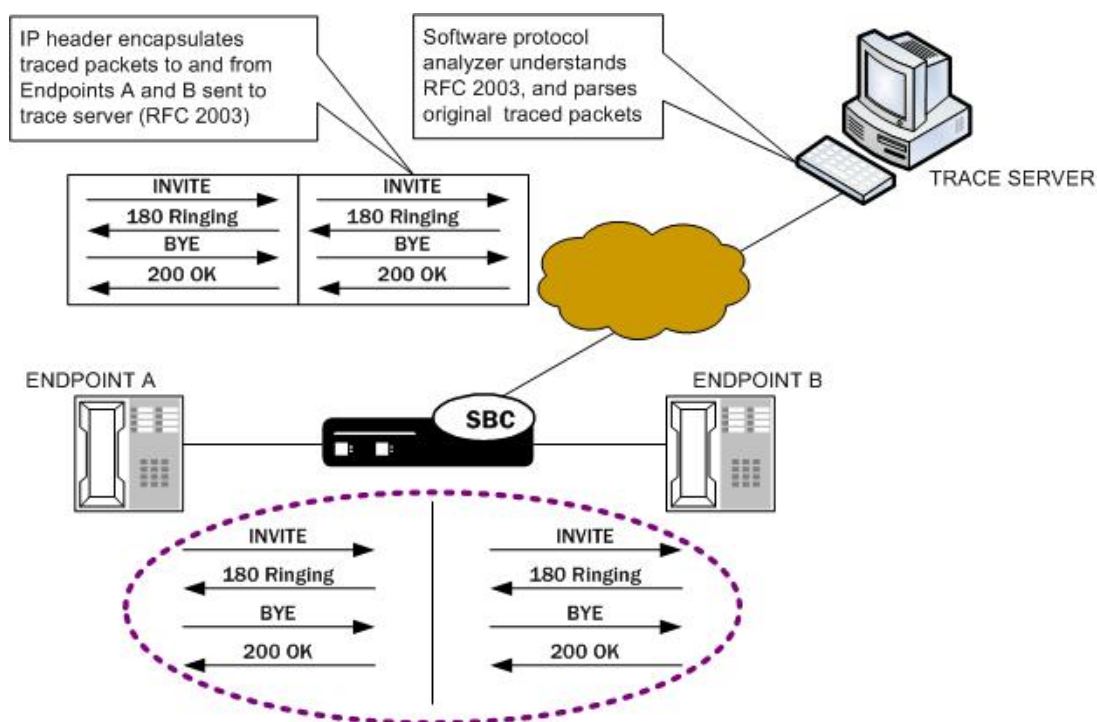 IP header encapsulates
traced packets to and from
Endpoints A and B sent to
trace server (RFC 2003)
Software protocol
analyzer understands
RFC 2003, and parses
original traced packets
TRACE SERVER
INVITE
180 Ringing
BYE
200 OK
INVITE
180 Ringing
BYE
200 OK
ENDPOINT A
SBC
ENDPOINT B
INVITE
180 Ringing
BYE
200 OK
INVITE
180 Ringing
BYE
200 OK